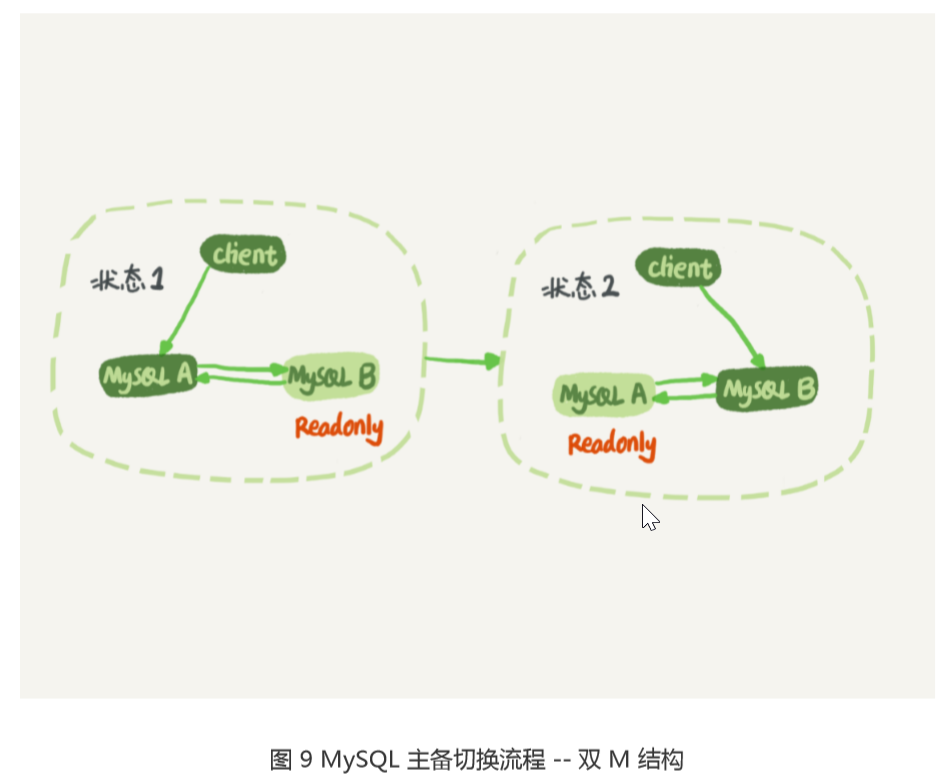 client
状态1
MySQL A
MySQL B
Readonly
client
状态2
MySQL A
MySQL B
Readonly
图 9 MySQL 主备切换流程 -- 双 M 结构